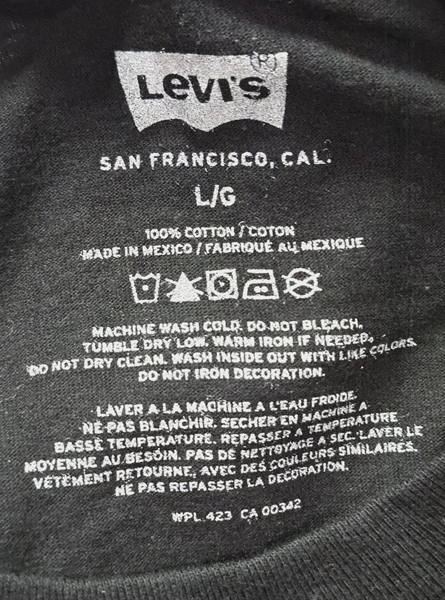 Levi's ®
SAN FRANCISCO, CAL.
L/G
100% COTTON / COTON
MADE IN MEXICO / FABRIQUÉ AU MEXIQUE
MACHINE WASH COLD. DO NOT BLEACH.
TUMBLE DRY LOW. WARM IRON IF NEEDED.
DO NOT DRY CLEAN. WASH INSIDE OUT WITH LIKE COLORS.
DO NOT IRON DECORATION.
LAVER A LA MACHINE A L'EAU FROIDE.
NE PAS BLANCHIR. SECHER EN MACHINE A
BASSE TEMPERATURE. REPASSER A TEMPERATURE
MOYENNE AU BESOIN. PAS DE NETTOYAGE A SEC. LAVER LE
VÊTEMENT RETOURNE, AVEC DES COULEURS SIMILAIRES.
NE PAS REPASSER LA DECORATION.
WPL 423 CA 00342